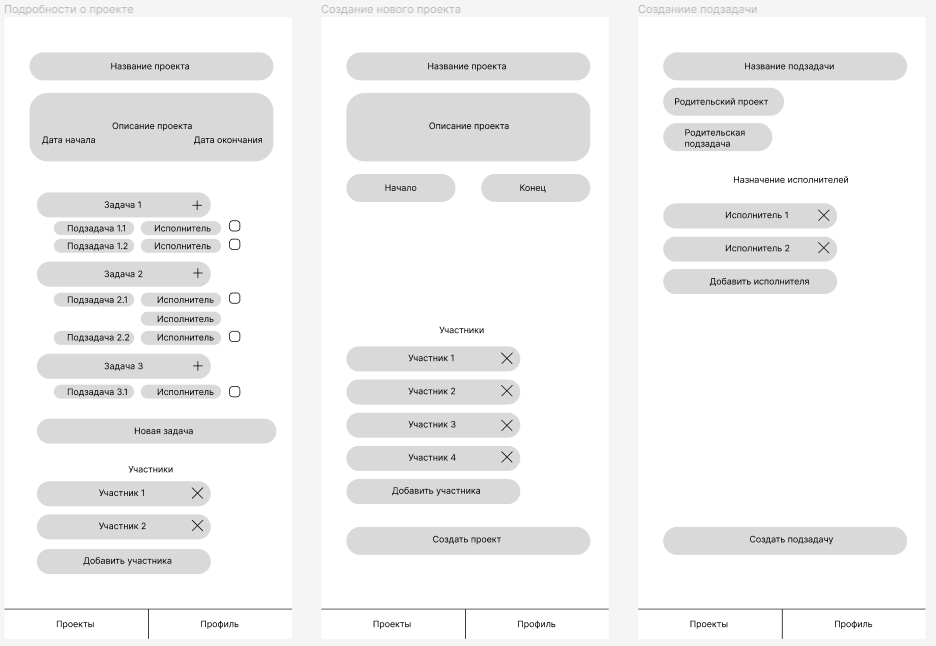 Подробности о проекте
Название проекта
Описание проекта
Дата начала
Дата окончания
Задача 1
Подзадача 1.1
Исполнитель
Подзадача 1.2
Исполнитель
Задача 2
Подзадача 2.1
Исполнитель
Исполнитель
Подзадача 2.2
Исполнитель
Задача 3
Подзадача 3.1
Исполнитель
Новая задача
Участники
Участник 1
Участник 2
Добавить участника
Проекты
Профиль
Создание нового проекта
Название проекта
Описание проекта
Начало
Конец
Участники
Участник 1
Участник 2
Участник 3
Участник 4
Добавить участника
Создать проект
Проекты
Профиль
Созданиие подзадачи
Название подзадачи
Родительский проект
Родительская
подзадача
Назначение исполнителей
Исполнитель 1
Исполнитель 2
Добавить исполнителя
Создать подзадачу
Проекты
Профиль